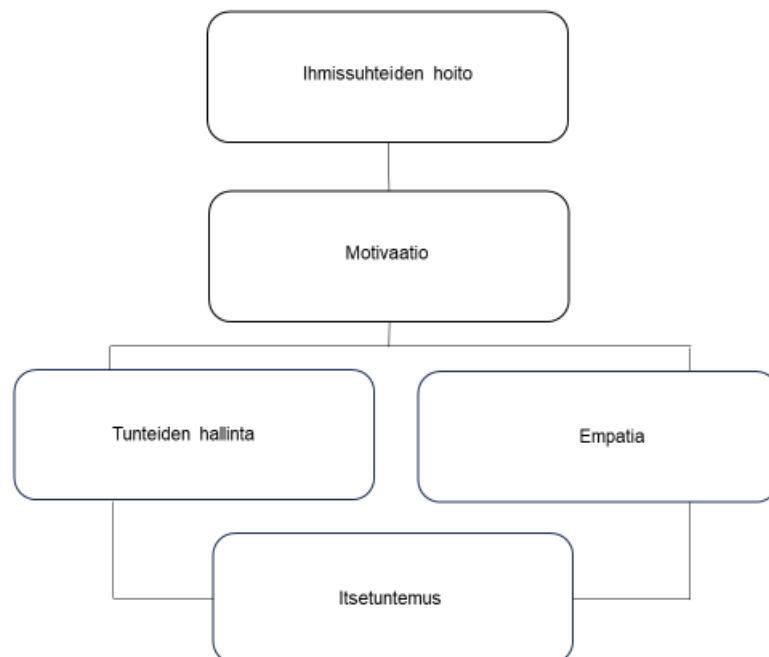 Ihmissuhteiden hoito
Motivaatio
Tunteiden hallinta
Empatia
Itsetuntemus